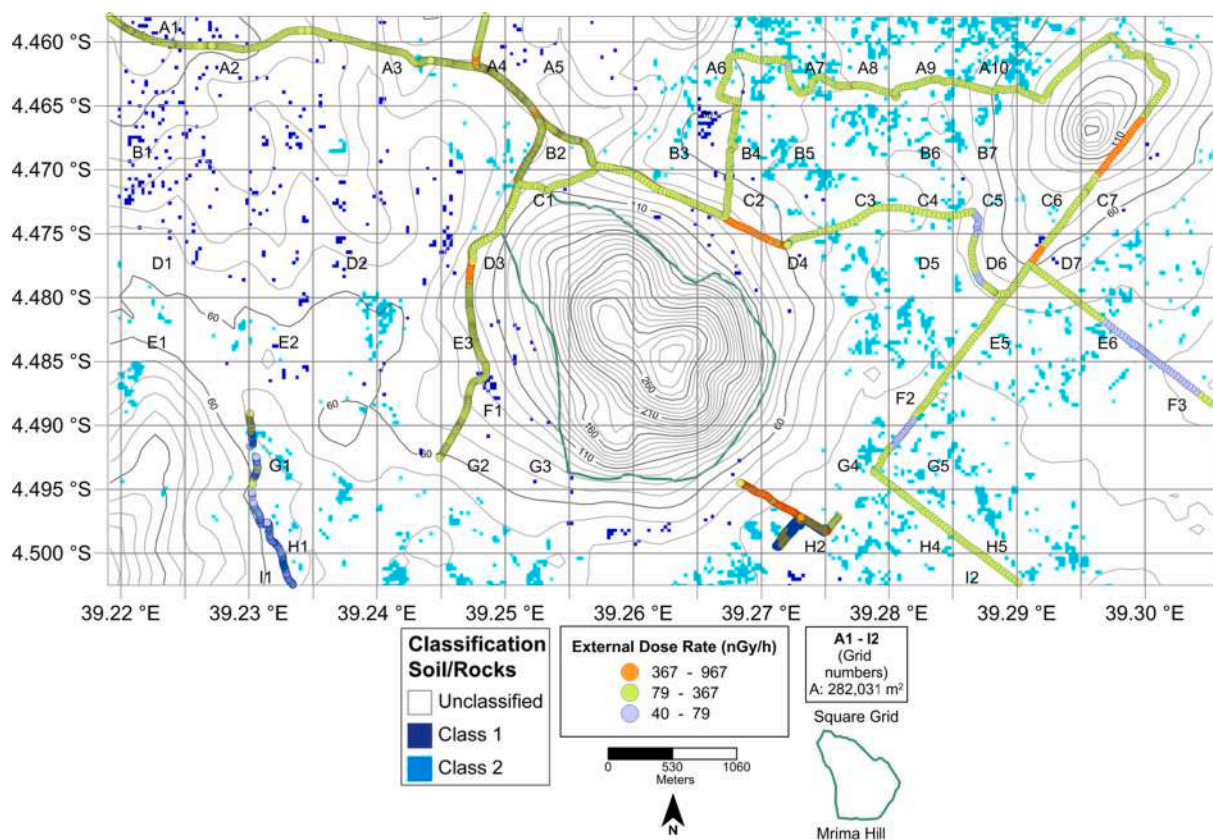 4.460 °S
A1
A2
A3
A4
A5
A6
A7
A8
A9
A10
4.465 °S
110
B1
B2
B3
B4
B5
B6
B7
4.470 °S
C1
C2
C3
C4
C5
C6
C7
110
60
4.475 °S
D1
D2
D3
D4
D5
D6
D7
4.480 °S
60
E1
E2
E3
E5
E6
4.485 °S
260
210
160
110
60
60
60
F1
F2
F3
4.490 °S
60
G1
G2
G3
G4
G5
4.495 °S
H1
H2
H4
H5
4.500 °S
I1
I2
39.22 °E
39.23 °E
39.24 °E
39.25 °E
39.26 °E
39.27 °E
39.28 °E
39.29 °E
39.30 °E
Classification
Soil/Rocks
Unclassified
Class 1
Class 2
External Dose Rate (nGy/h)
367 - 967
79 - 367
40 - 79
0
530
1060
Meters
N
A1 - I2
(Grid
numbers)
A: 282,031 m²
Square Grid
Mrima Hill